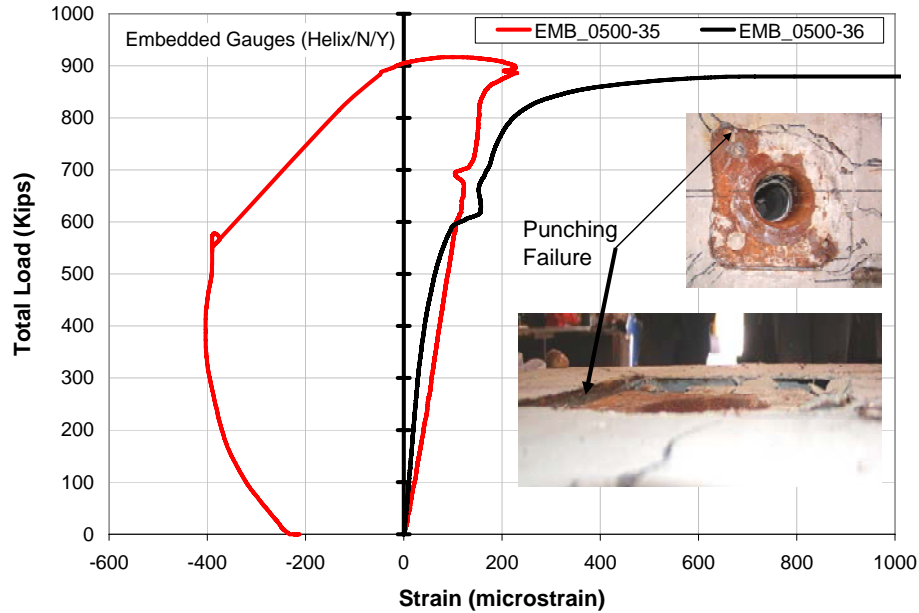 Embedded Gauges (Helix/N/Y)
EMB_0500-35
EMB_0500-36
Total Load (Kips)
1000
900
800
700
600
500
400
300
200
100
0
Punching
Failure
-600
-400
-200
0
200
400
600
800
1000
Strain (microstrain)